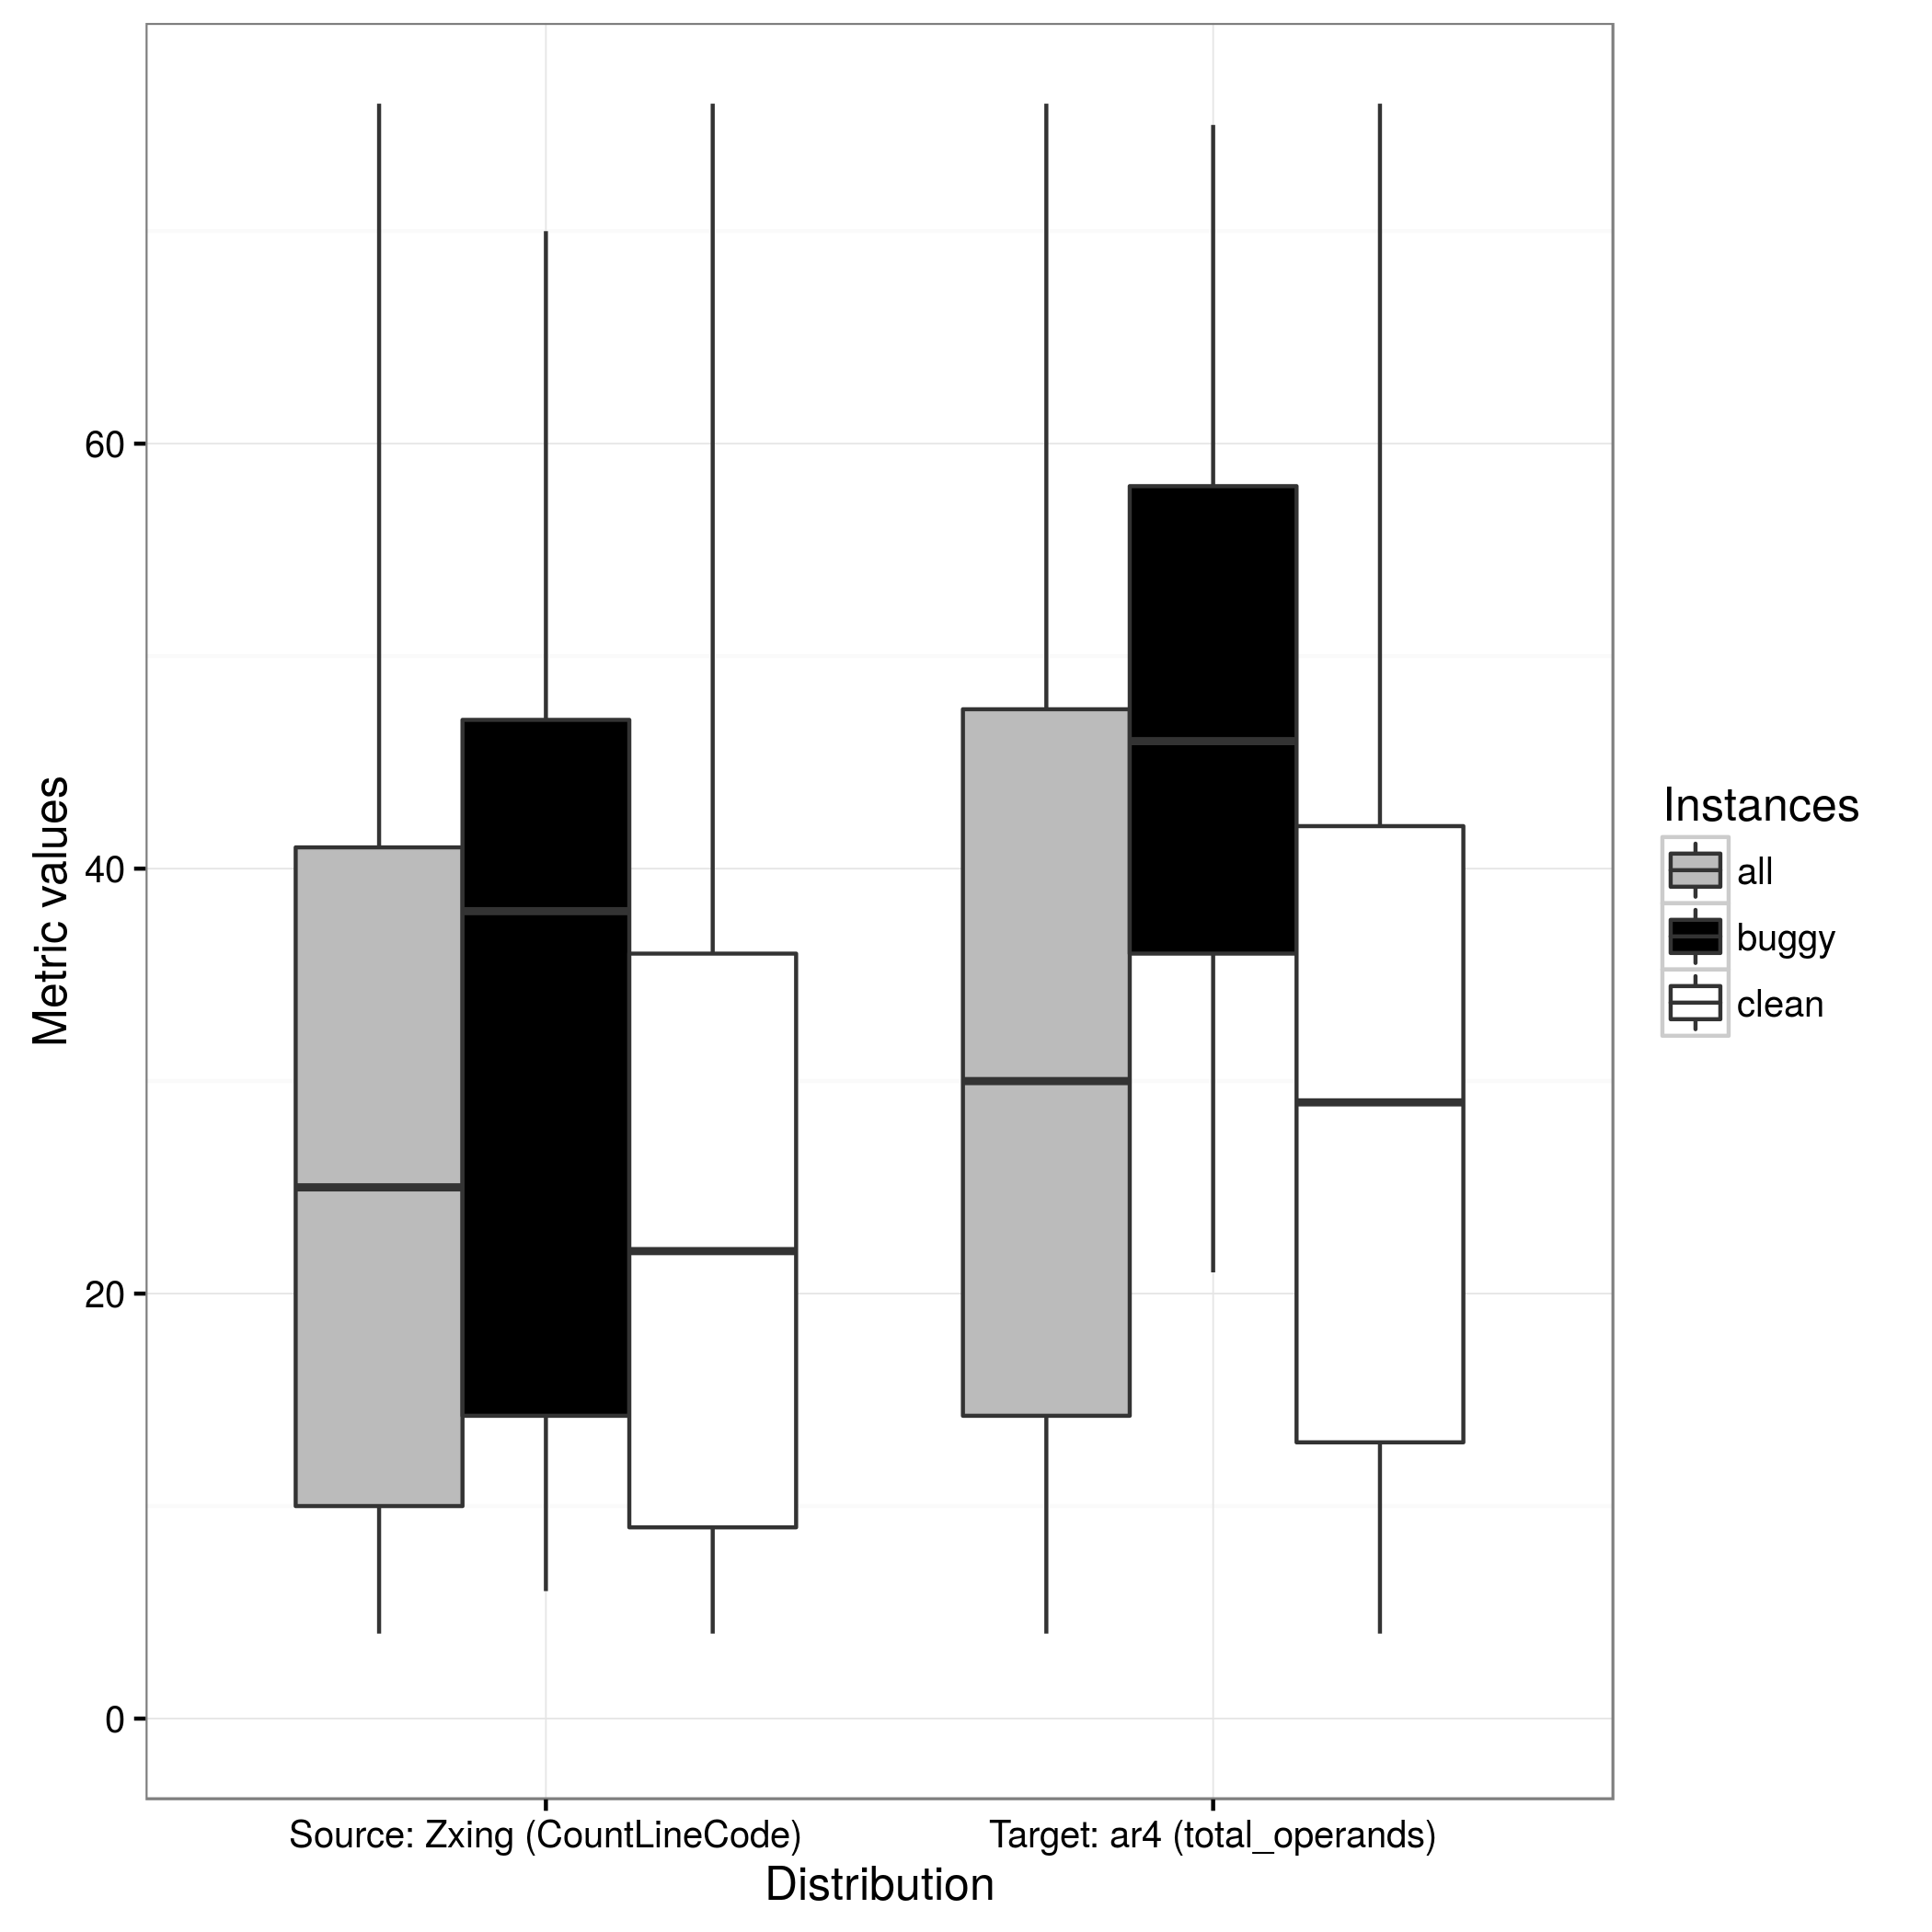 Metric values
60
40
20
0
Source: Zxing (CountLineCode)
Target: ar4 (total_operands)
Distribution
Instances
all
buggy
clean